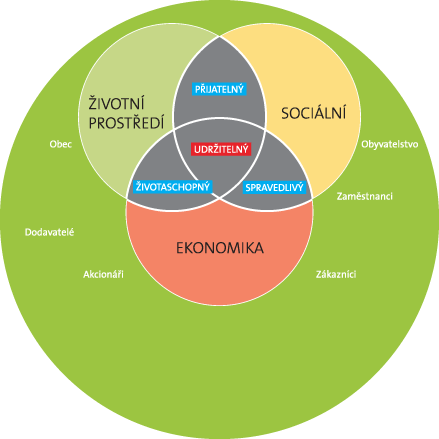 PŘIJATELNÝ
ŽIVOTNÍ
PROSTŘEDÍ
SOCIÁLNÍ
Obec
UDRŽITELNÝ
Obyvatelstvo
ŽIVOTASCHOPNÝ
SPRAVEDLIVÝ
Zaměstnanci
Dodavatelé
EKONOMIKA
Akcionáři
Zákazníci